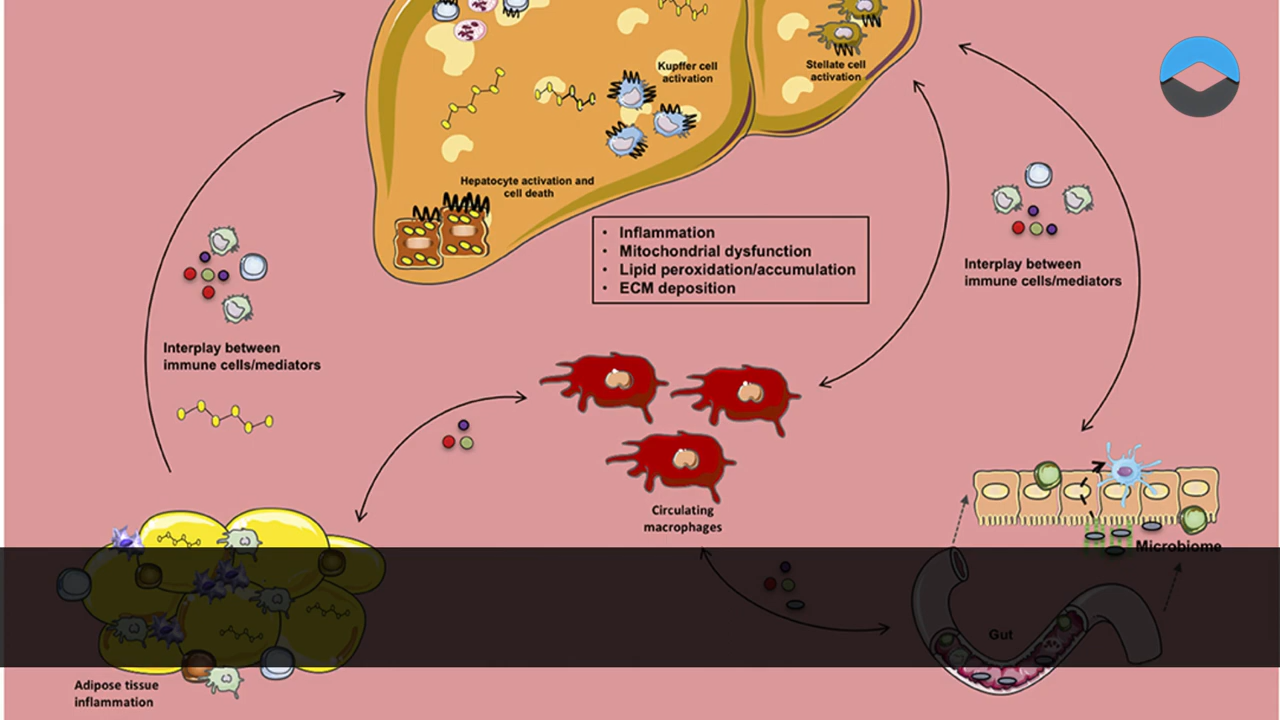 Kupffer cell
activation
Stellate cell
activation
Hepatocyte activation and
cell death
• Inflammation
• Mitochondrial dysfunction
• Lipid peroxidation/accumulation
• ECM deposition
Interplay between
immune cells/mediators
Interplay between
immune cells/mediators
Circulating
macrophages
Microbiome
Gut
Adipose tissue
inflammation